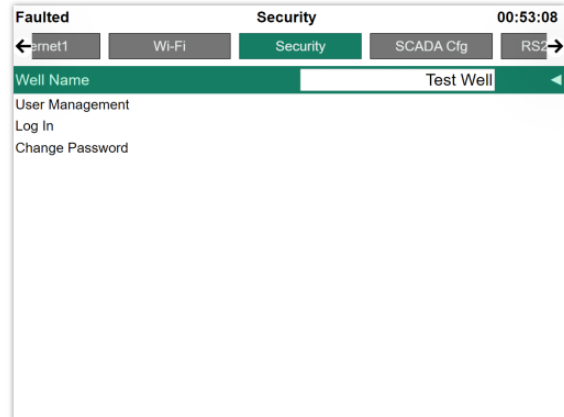 Faulted Security 00:53:08
ernet1 Wi-Fi Security SCADA Cfg RS2
Well Name Test Well
User Management
Log In
Change Password